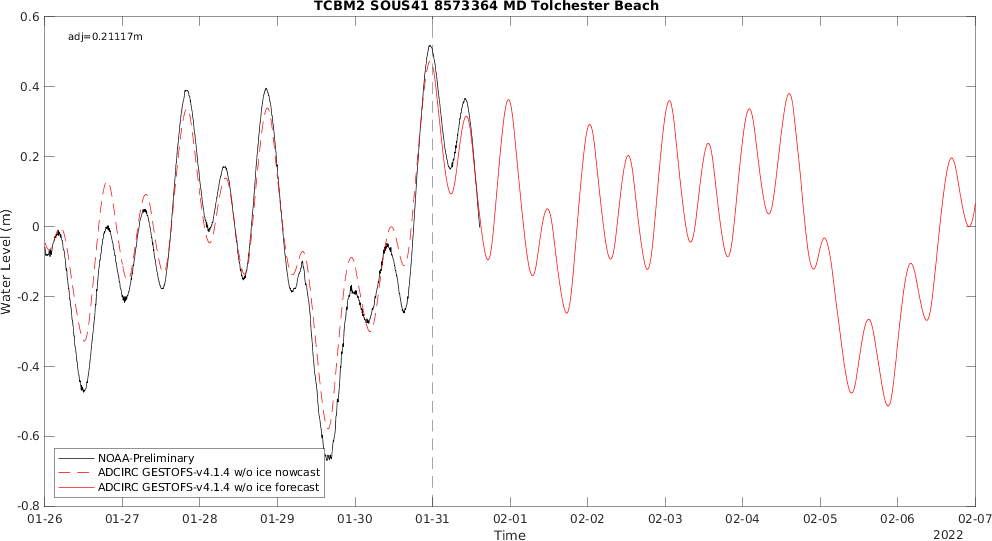 TCBM2 SOUS41 8573364 MD Tolchester Beach
adj=0.21117m
0.6
0.4
0.2
0
-0.2
-0.4
-0.6
-0.8
Water Level (m)
NOAA-Preliminary
ADCIRC GESTOFS-v4.1.4 w/o ice nowcast
ADCIRC GESTOFS-v4.1.4 w/o ice forecast
01-26 01-27 01-28 01-29 01-30 01-31 02-01 02-02 02-03 02-04 02-05 02-06 02-07
Time
2022